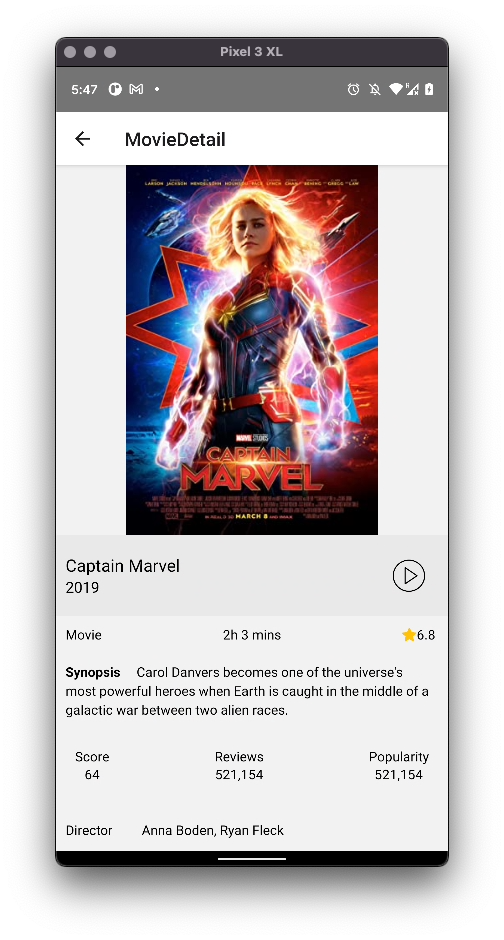 Pixel 3 XL
5:47
MovieDetail
LARSON JACKSON MENDELSOHN HOUNSOU PACE LYNCH CHAN BENING GREGG LAW
MARVEL STUDIOS
CAPTAIN
MARVEL
MARCH 8
Captain Marvel
2019
Movie 2h 3 mins 6.8
Synopsis Carol Danvers becomes one of the universe's
most powerful heroes when Earth is caught in the middle of a
galactic war between two alien races.
Score Reviews Popularity
64 521,154 521,154
Director Anna Boden, Ryan Fleck